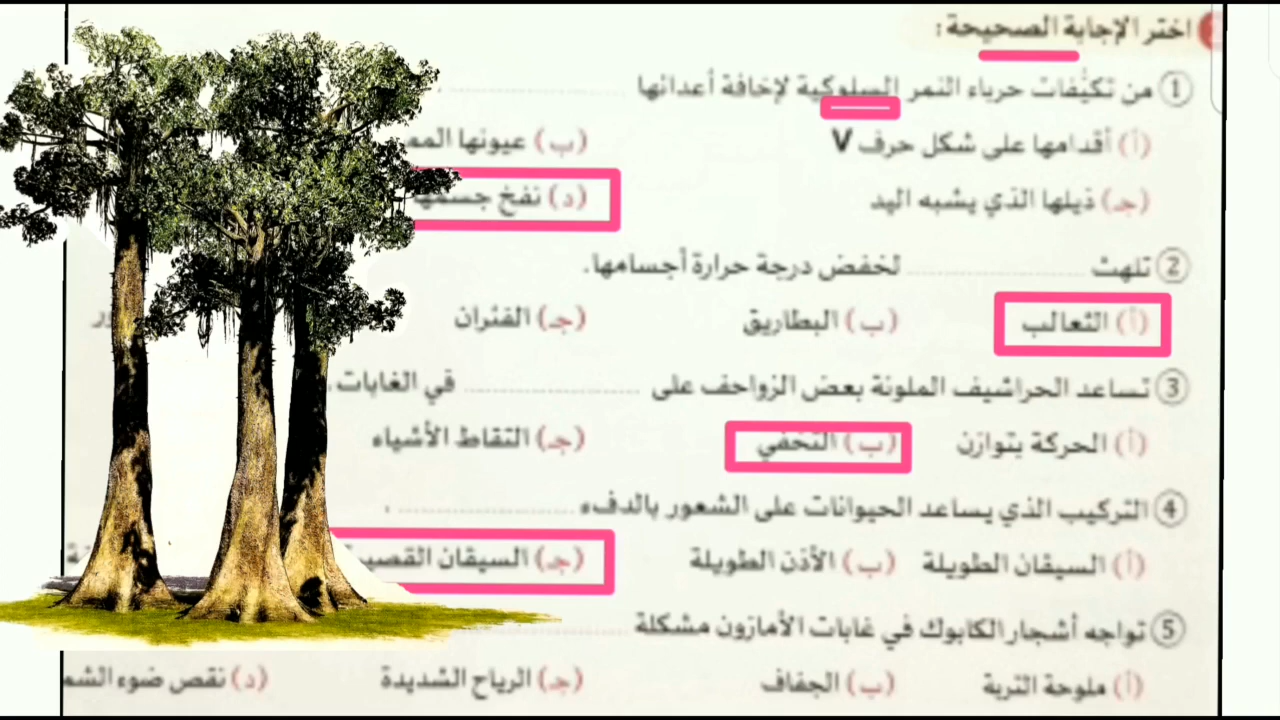 اختر الإجابة الصحيحة :
① من تكيُّفات حرباء النمر السلوكية لإخافة أعدائها ............ .
(أ) أقدامها على شكل حرف V (ب) عيونها
(جـ) ذيلها الذي يشبه اليد (د) نفخ جسمها
② تلهث ............ لخفض درجة حرارة أجسامها.
(أ) الثعالب (ب) البطاريق (جـ) الفئران
③ تساعد الحراشيف الملونة بعض الزواحف على ............ في الغابات.
(أ) الحركة بتوازن (ب) التخفي (جـ) التقاط الأشياء
④ التركيب الذي يساعد الحيوانات على الشعور بالدفء ............ .
(أ) السيقان الطويلة (ب) الأذن الطويلة (جـ) السيقان
⑤ تواجه أشجار الكابوك في غابات الأمازون مشكلة ............
(أ) ملوحة التربة (ب) الجفاف (جـ) الرياح الشديدة (د) نقص ضوء